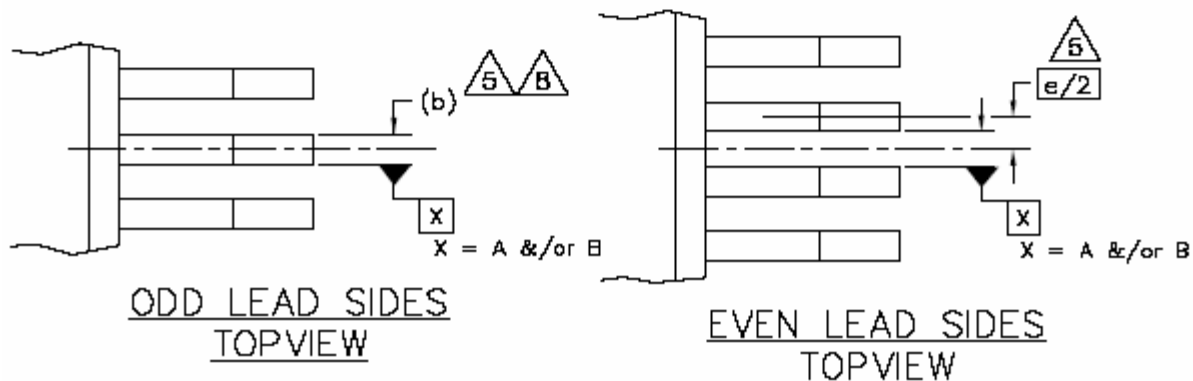 (b) 5 B
X
X = A &/or B
ODD LEAD SIDES
TOPVIEW
5
e/2
X
X = A &/or B
EVEN LEAD SIDES
TOPVIEW